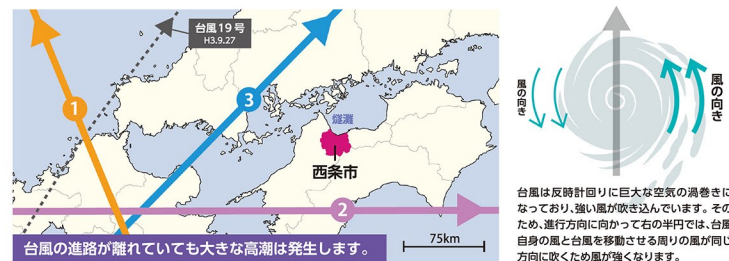 台風19号
H3.9.27
1
3
燧灘
西条市
2
台風の進路が離れていても大きな高潮は発生します。
75km
風の向き
風の向き
台風は反時計回りに巨大な空気の渦巻きに
なっており、強い風が吹き込んでいます。その
ため、進行方向に向かって右の半円では、台風
自身の風と台風を移動させる周りの風が同じ
方向に吹くため風が強くなります。